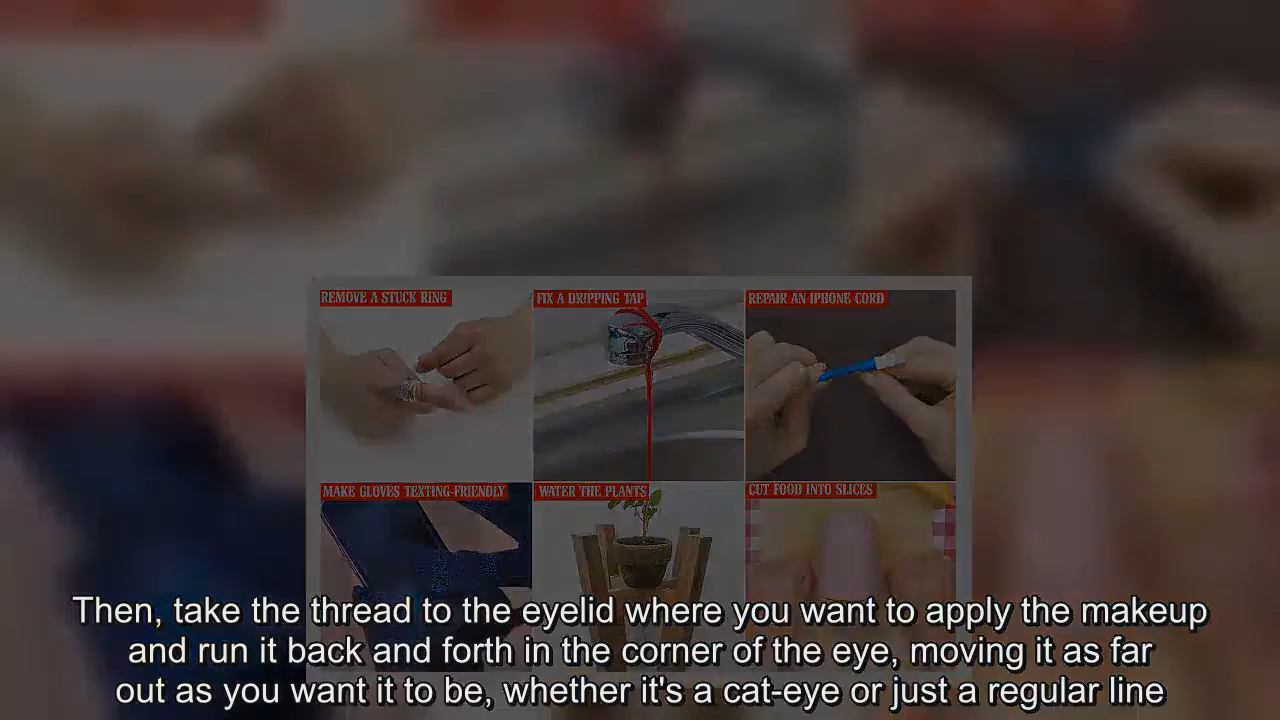 REMOVE A STUCK RING
FIX A DRIPPING TAP
REPAIR AN IPHONE CORD
MAKE GLOVES TEXTING-FRIENDLY
WATER THE PLANTS
CUT FOOD INTO SLICES
Then, take the thread to the eyelid where you want to apply the makeup
and run it back and forth in the corner of the eye, moving it as far
out as you want it to be, whether it's a cat-eye or just a regular line